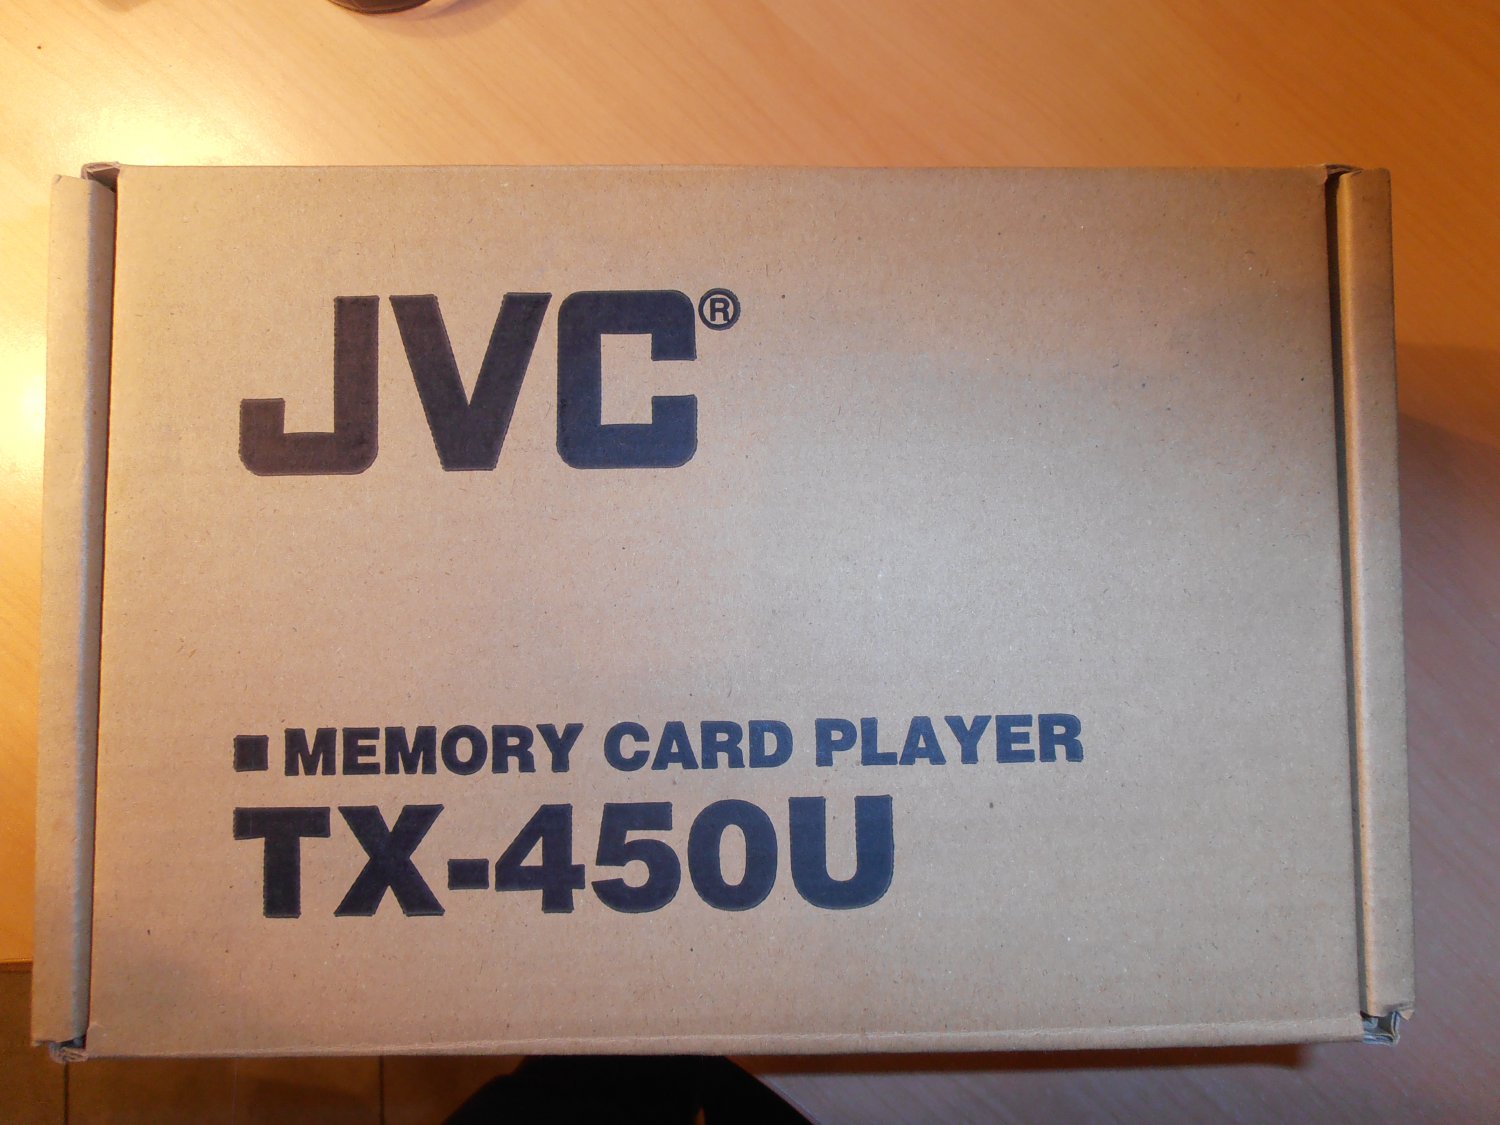 JVC®
■ MEMORY CARD PLAYER
TX-450U